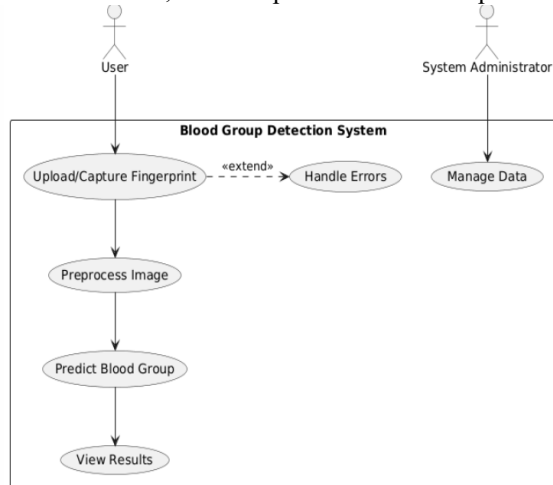 User
System Administrator
Blood Group Detection System
Upload/Capture Fingerprint
«extend»
Handle Errors
Manage Data
Preprocess Image
Predict Blood Group
View Results